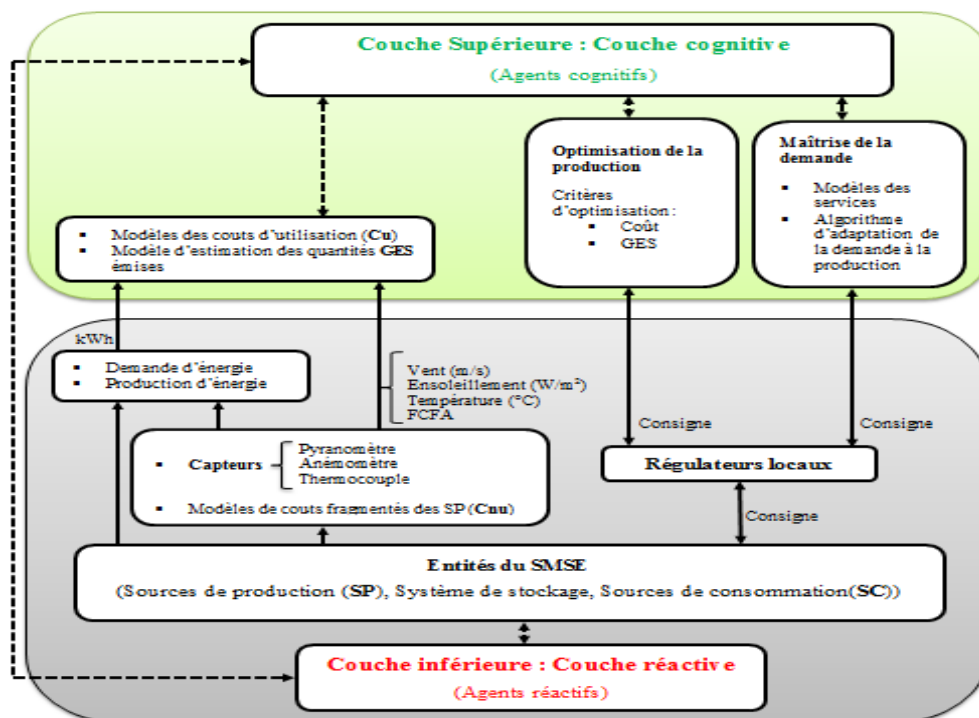 Couche Supérieure : Couche cognitive
(Agents cognitifs)
Optimisation de la
production
Critères
d'optimisation :
▪ Coût
▪ GES
Maîtrise de la
demande
▪ Modèles des
services
▪ Algorithme
d'adaptation de
la demande à la
production
▪ Modèles des couts d'utilisation (Cu)
▪ Modèle d'estimation des quantités GES
émises
kWh
▪ Demande d'énergie
▪ Production d'énergie
Vent (m/s)
Ensoleillement (W/m²)
Température (°C)
FCFA
▪ Capteurs
Pyranomètre
Anémomètre
Thermocouple
▪ Modèles de couts fragmentés des SP (Cnu)
Consigne
Consigne
Régulateurs locaux
Consigne
Entités du SMSE
(Sources de production (SP), Système de stockage, Sources de consommation(SC))
Couche inférieure : Couche réactive
(Agents réactifs)